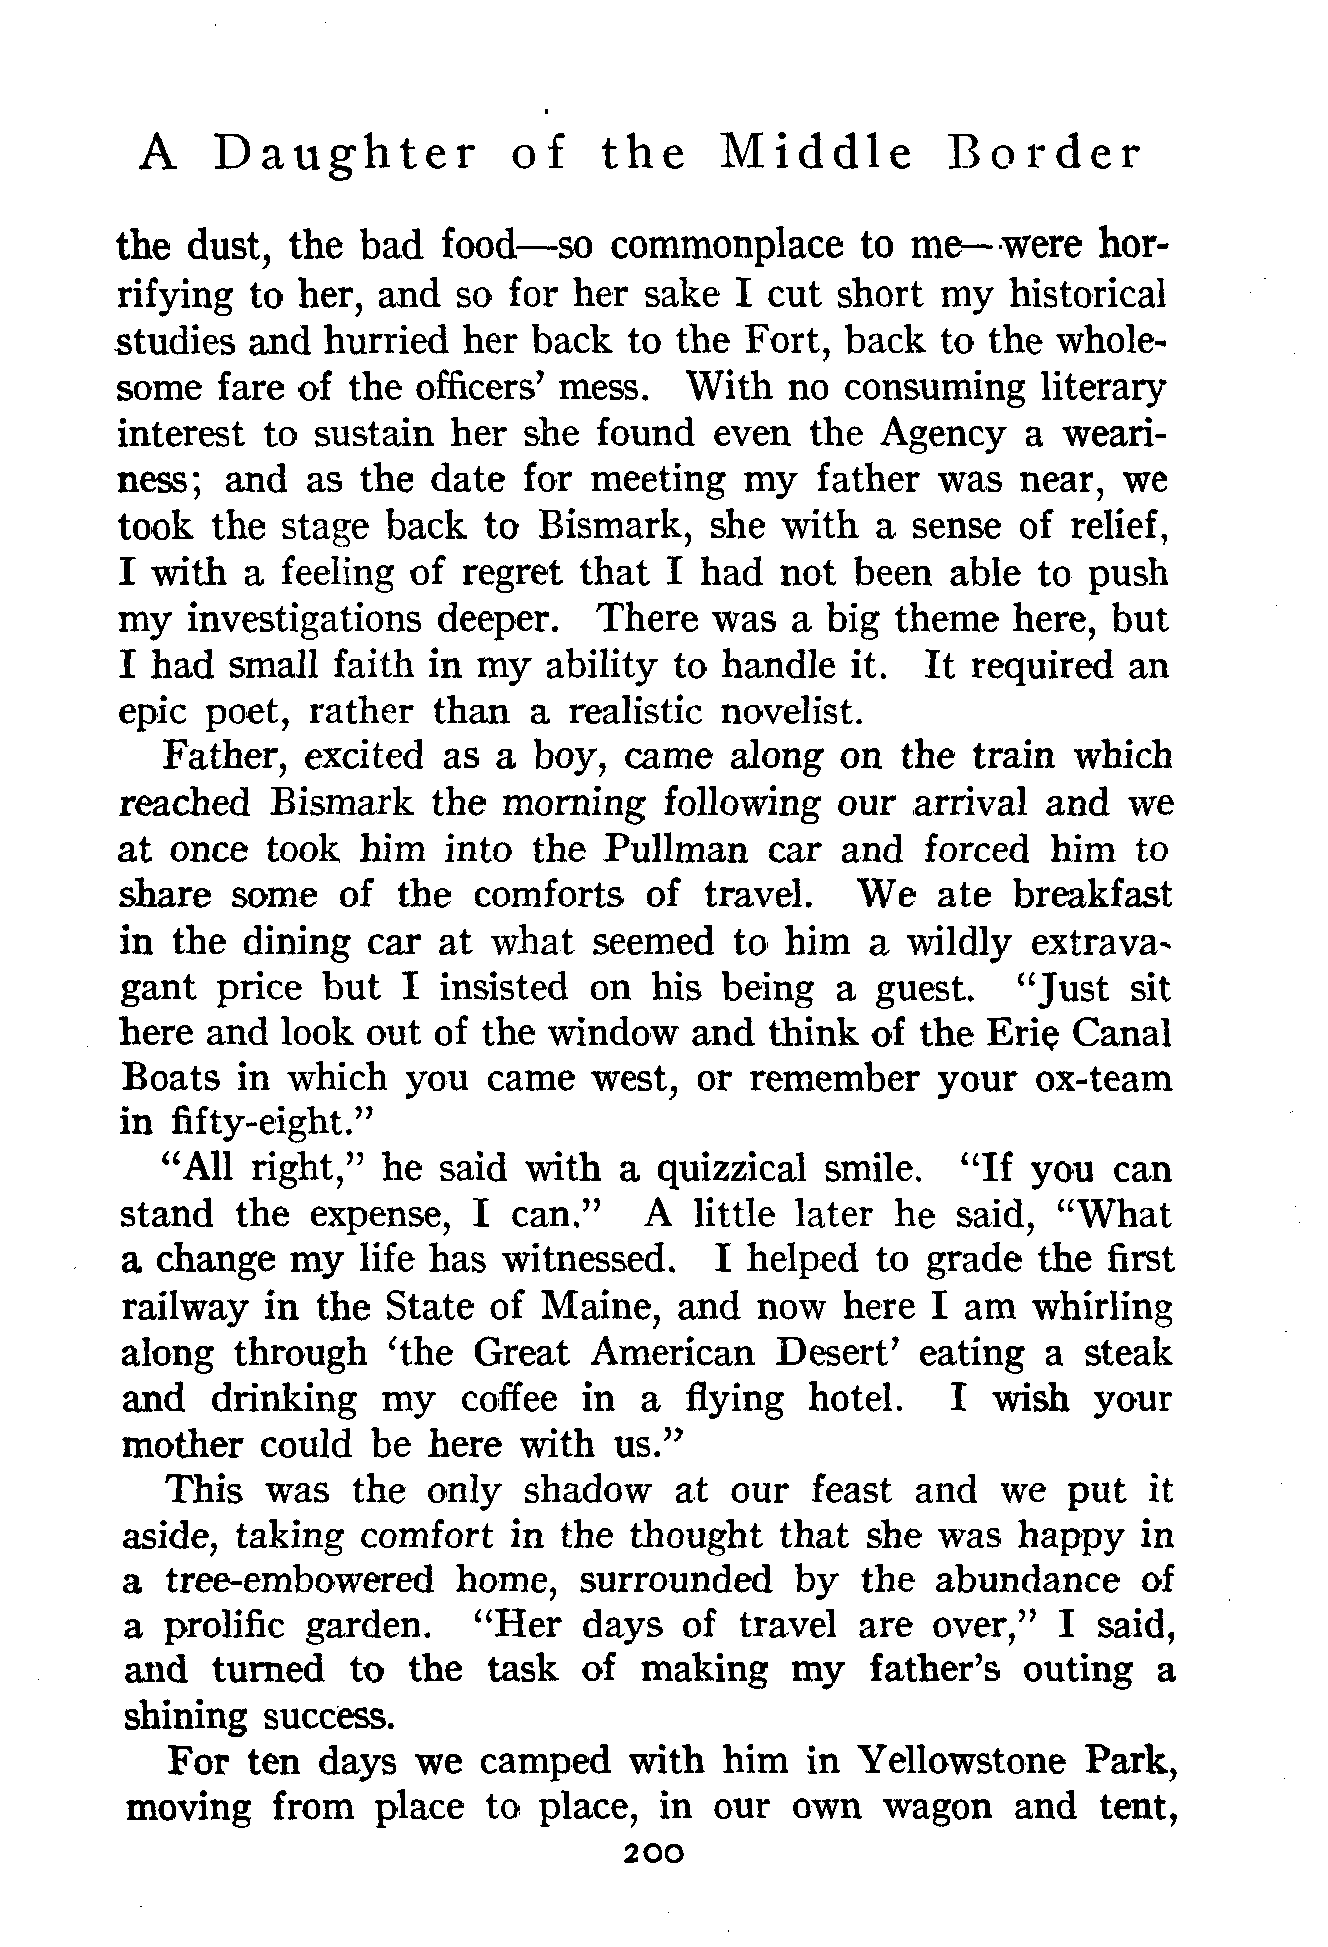 A Daughter of the Middle Border
the dust, the bad food—so commonplace to me—were hor-
rifying to her, and so for her sake I cut short my historical
studies and hurried her back to the Fort, back to the whole-
some fare of the officers' mess. With no consuming literary
interest to sustain her she found even the Agency a weari-
ness; and as the date for meeting my father was near, we
took the stage back to Bismark, she with a sense of relief,
I with a feeling of regret that I had not been able to push
my investigations deeper. There was a big theme here, but
I had small faith in my ability to handle it. It required an
epic poet, rather than a realistic novelist.
Father, excited as a boy, came along on the train which
reached Bismark the morning following our arrival and we
at once took him into the Pullman car and forced him to
share some of the comforts of travel. We ate breakfast
in the dining car at what seemed to him a wildly extrava-
gant price but I insisted on his being a guest. "Just sit
here and look out of the window and think of the Erie Canal
Boats in which you came west, or remember your ox-team
in fifty-eight."
"All right," he said with a quizzical smile. "If you can
stand the expense, I can." A little later he said, "What
a change my life has witnessed. I helped to grade the first
railway in the State of Maine, and now here I am whirling
along through 'the Great American Desert' eating a steak
and drinking my coffee in a flying hotel. I wish your
mother could be here with us."
This was the only shadow at our feast and we put it
aside, taking comfort in the thought that she was happy in
a tree-embowered home, surrounded by the abundance of
a prolific garden. "Her days of travel are over," I said,
and turned to the task of making my father's outing a
shining success.
For ten days we camped with him in Yellowstone Park,
moving from place to place, in our own wagon and tent,
200